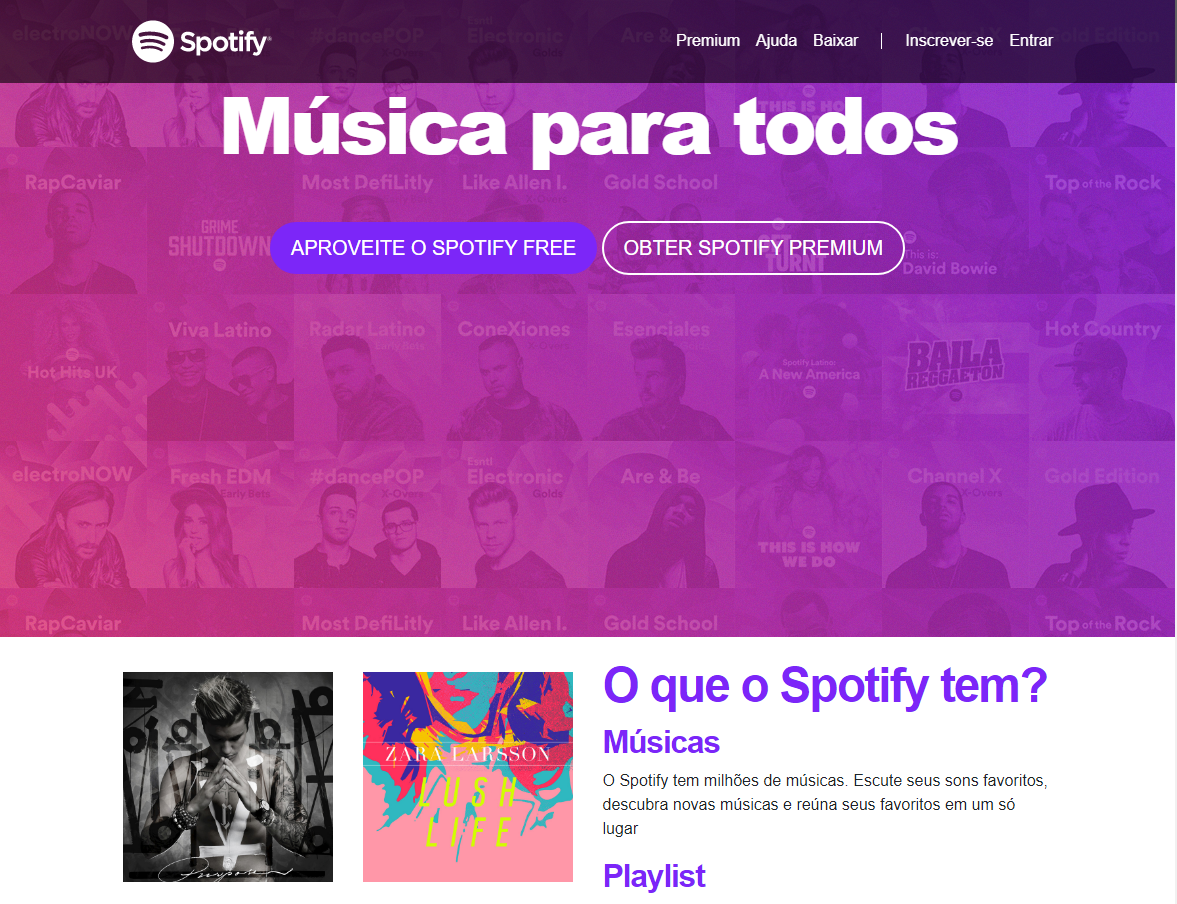 Spotify®
Premium Ajuda Baixar | Inscrever-se Entrar
electroNOW
#dancePOP
Esntl
Electronic
Golds
Are &
Gold Edition
THIS IS HO
Música para todos
RapCaviar
GRIME
SHUTDOWN
Most DefiLitly
X-Overs
Like Allen I.
Gold School
TURNT
This is:
David Bowie
Top of the Rock
APROVEITE O SPOTIFY FREE
OBTER SPOTIFY PREMIUM
Hot Hits UK
Viva Latino
Radar Latino
Early Bets
ConeXiones
X-Overs
Esenciales
Spotify Latino:
A New America
BAILA
REGGAETON
Hot Country
electroNOW
Fresh EDM
Early Bets
#dancePOP
X-Overs
Esntl
Electronic
Golds
Are & Be
THIS IS HOW
WE DO
Channel X
X-Overs
Gold Edition
RapCaviar
Most DefiLitly
Like Allen I.
Gold School
Top of the Rock
Purpose
ZARA LARSSON
LUSH
LIFE
O que o Spotify tem?
Músicas
O Spotify tem milhões de músicas. Escute seus sons favoritos,
descubra novas músicas e reúna seus favoritos em um só
lugar
Playlist